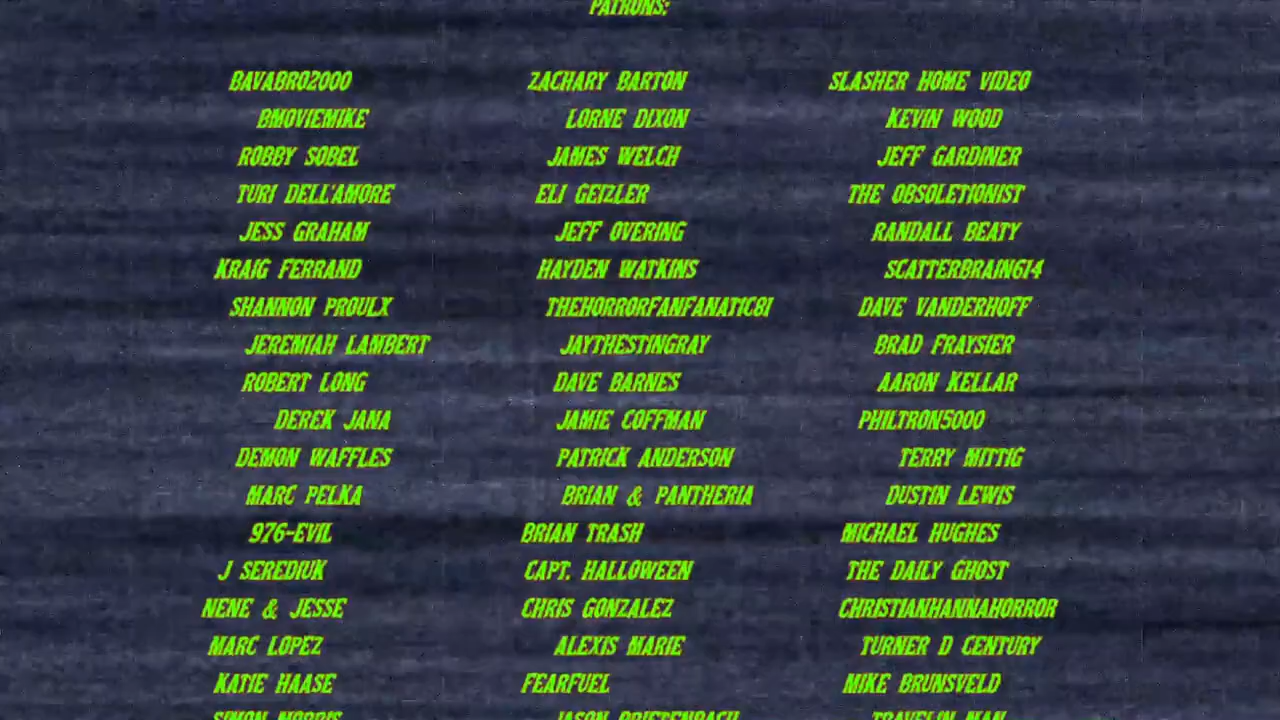 PATRONS:
BAVABRO2000 ZACHARY BARTON SLASHER HOME VIDEO
BMOVIEMIKE LORNE DIXON KEVIN WOOD
ROBBY SOBEL JAMES WELCH JEFF GARDINER
TURI DELL'AMORE ELI GEIZLER THE OBSOLETIONIST
JESS GRAHAM JEFF OVERING RANDALL BEATY
KRAIG FERRAND HAYDEN WATKINS SCATTERBRAIN614
SHANNON PROULX THEHORRORFANFANATIC81 DAVE VANDERHOFF
JEREMIAH LAMBERT JAYTHESTINGRAY BRAD FRAYSIER
ROBERT LONG DAVE BARNES AARON KELLAR
DEREK JANA JAMIE COFFMAN PHILTRON5000
DEMON WAFFLES PATRICK ANDERSON TERRY MITTIG
MARC PELKA BRIAN & PANTHERIA DUSTIN LEWIS
976-EVIL BRIAN TRASH MICHAEL HUGHES
J SEREDIUK CAPT. HALLOWEEN THE DAILY GHOST
NENE & JESSE CHRIS GONZALEZ CHRISTIANHANNAHORROR
MARC LOPEZ ALEXIS MARIE TURNER D CENTURY
KATIE HAASE FEARFUEL MIKE BRUNSVELD
SIMON MORRIS JASON TRAVELIN MAN